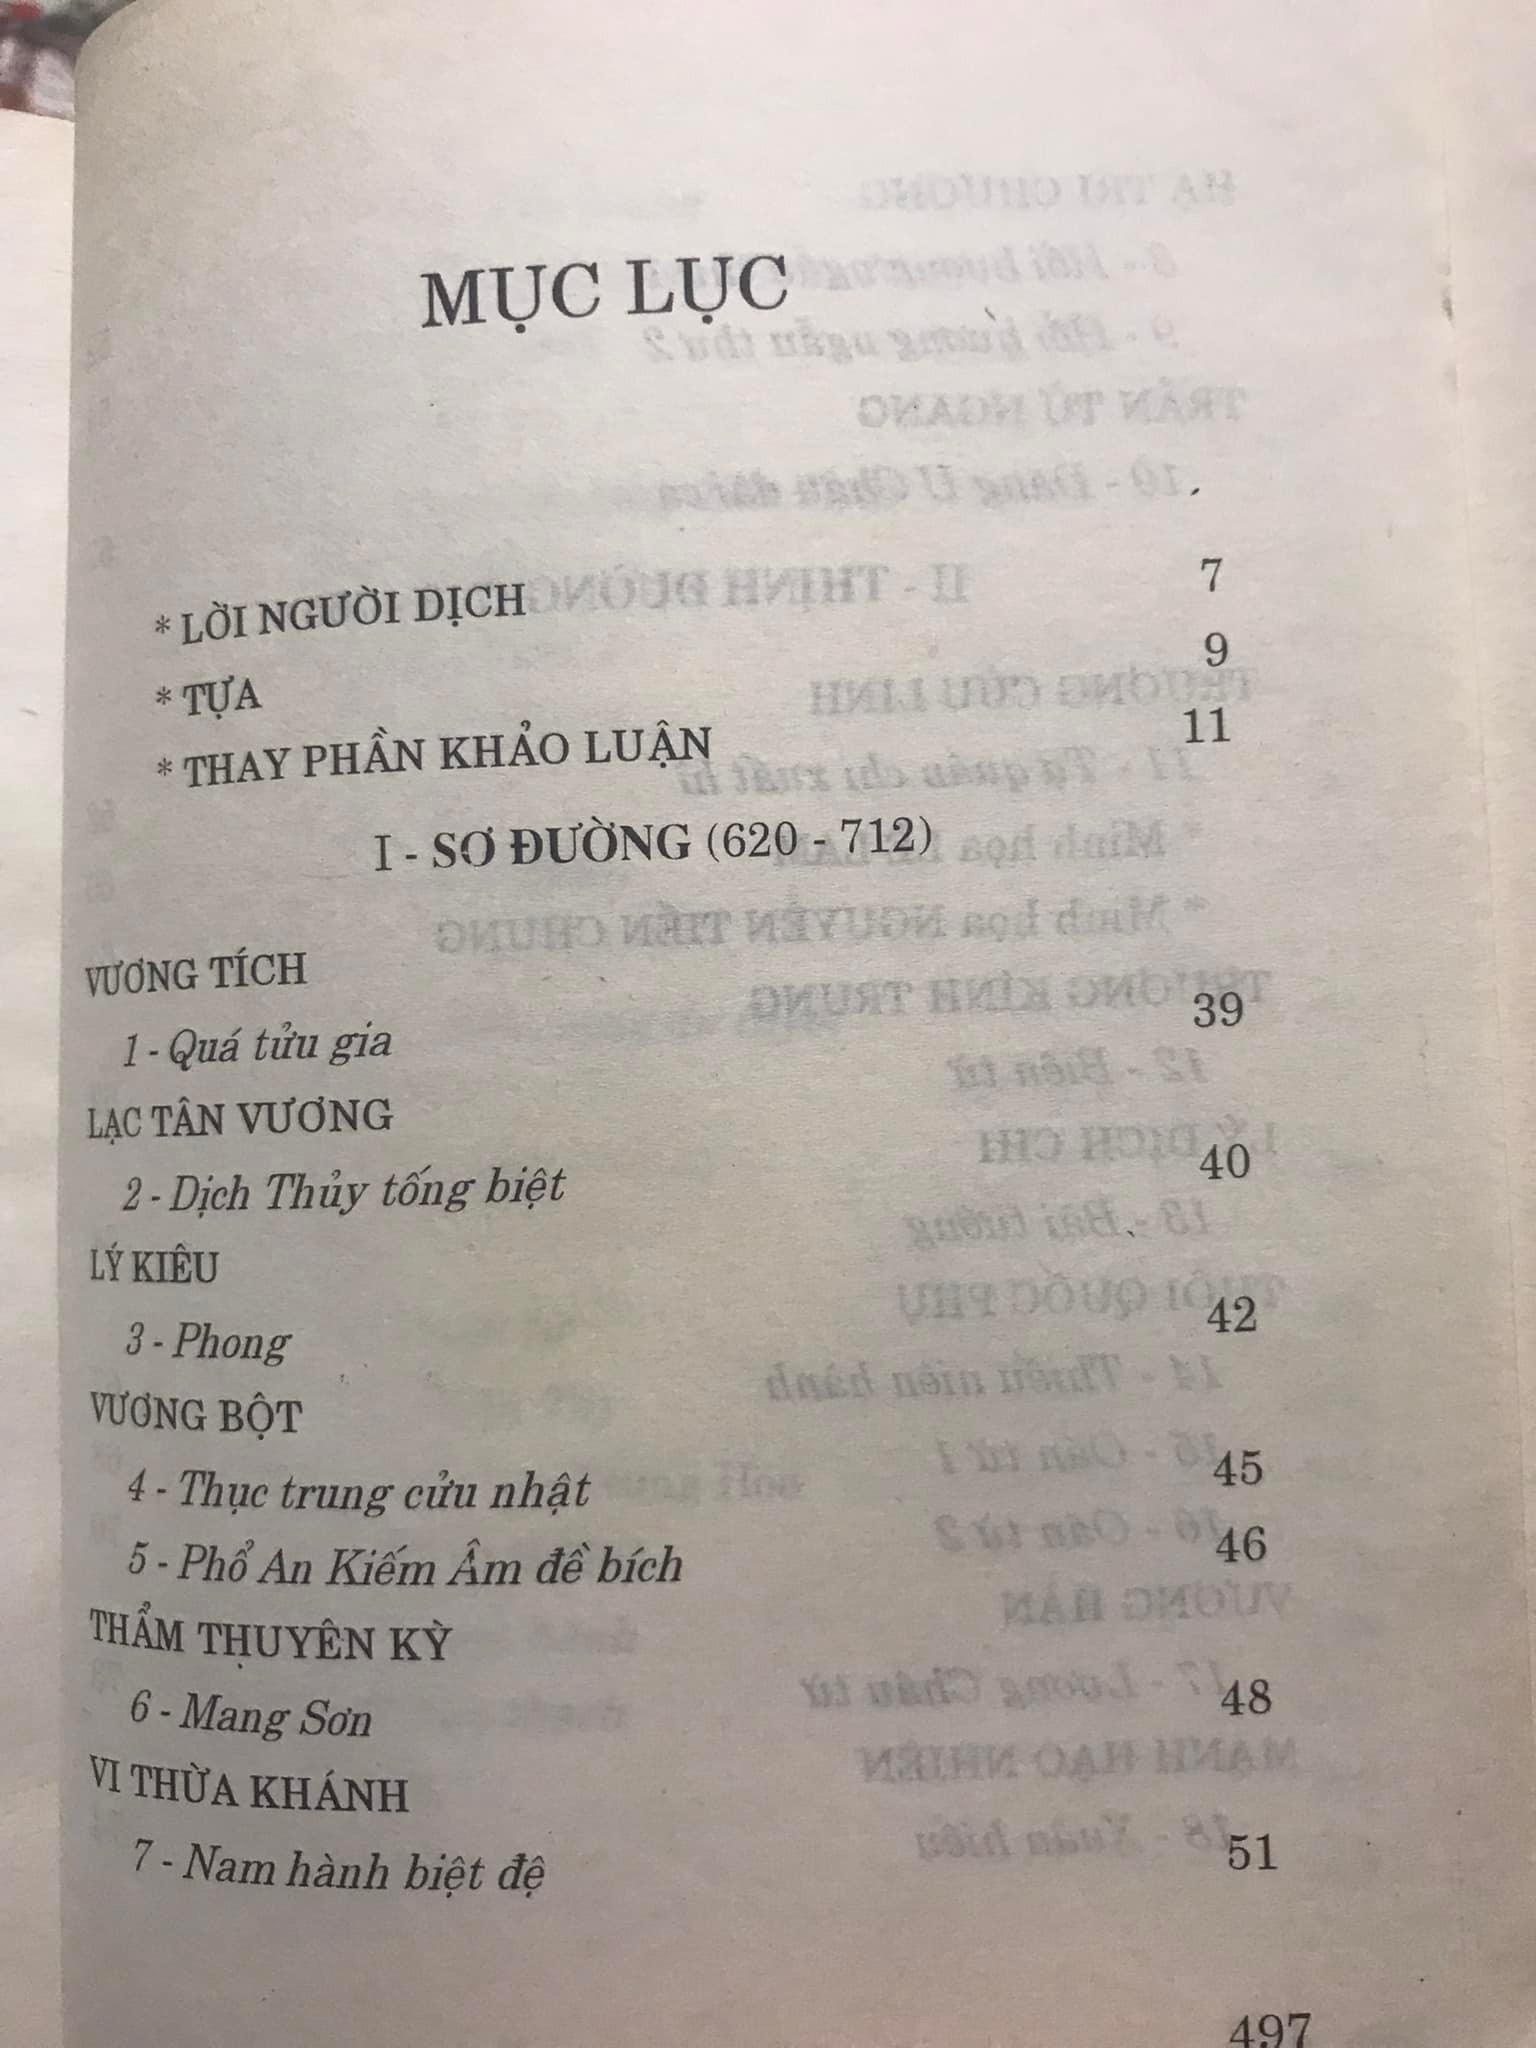 MỤC LỤC
* LỜI NGƯỜI DỊCH 7
* TỰA 9
* THAY PHẦN KHẢO LUẬN 11
I - SƠ ĐƯỜNG (620 - 712)
VƯƠNG TÍCH
1 - Quá tửu gia 39
LẠC TÂN VƯƠNG
2 - Dịch Thủy tống biệt 40
LÝ KIÊU
3 - Phong 42
VƯƠNG BỘT
4 - Thục trung cửu nhật 45
5 - Phổ An Kiếm Âm đề bích 46
THẨM THUYÊN KỲ
6 - Mang Sơn 48
VI THỪA KHÁNH
7 - Nam hành biệt đệ 51
497